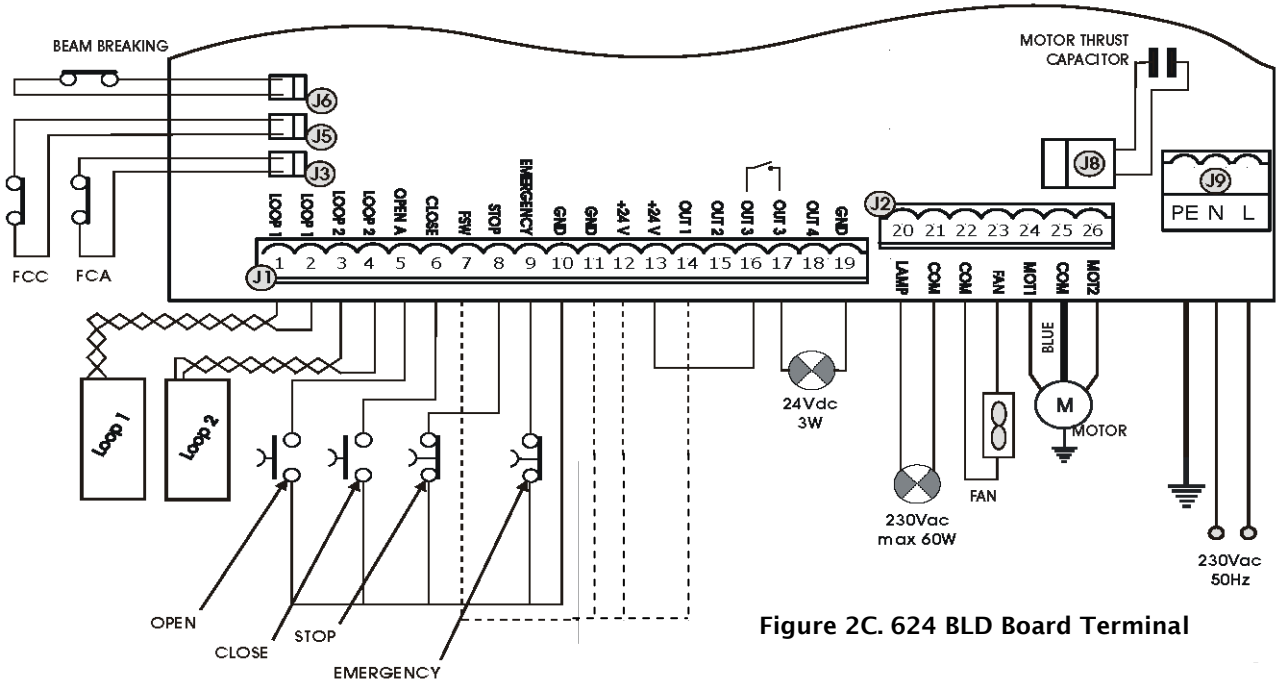 BEAM BREAKING
MOTOR THRUST
CAPACITOR
J6
J5
J3
J8
J9
PE N L
FCC
FCA
LOOP 1
LOOP 1
LOOP 2
LOOP 2
OPEN A
CLOSE
FSW
STOP
EMERGENCY
GND
GND
+24 V
+24 V
OUT 1
OUT 2
OUT 3
OUT 3
OUT 4
GND
J1
1 2 3 4 5 6 7 8 9 10 11 12 13 14 15 16 17 18 19
J2
20 21 22 23 24 25 26
LAMP
COM
COM
FAN
MOT1
COM
MOT2
BLUE
Loop 1
Loop 2
24Vdc
3W
M
MOTOR
FAN
230Vac
max 60W
230Vac
50Hz
OPEN
CLOSE
STOP
EMERGENCY
Figure 2C. 624 BLD Board Terminal